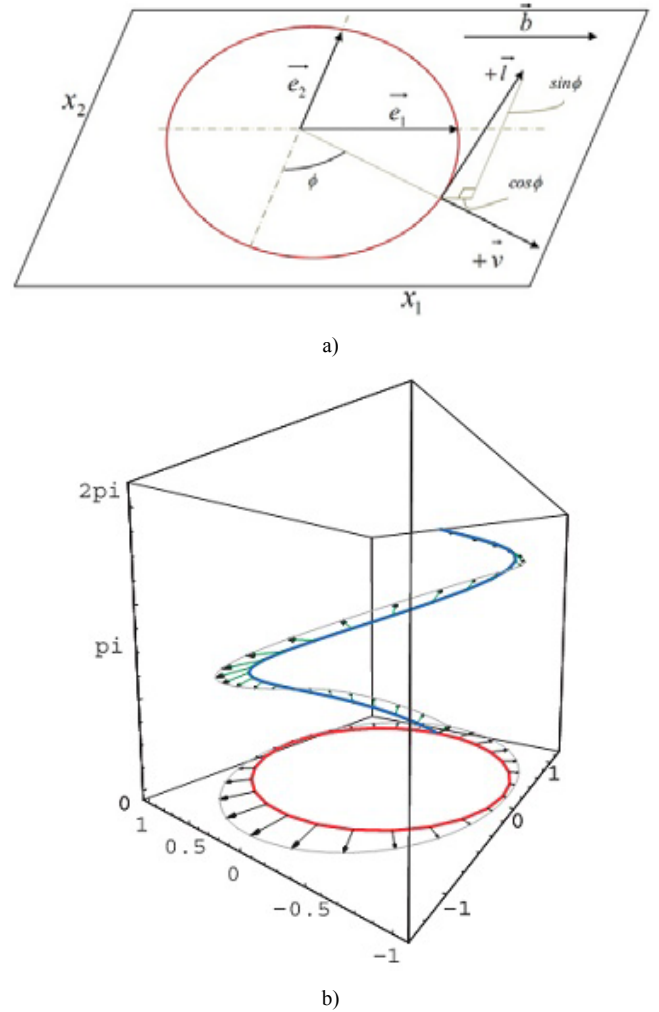 b
+l
sinϕ
e₂
e₁
x₂
ϕ
cosϕ
+v
x₁
a)
2pi
pi
0
1
0.5
0
-0.5
-1
-1
0
1
b)